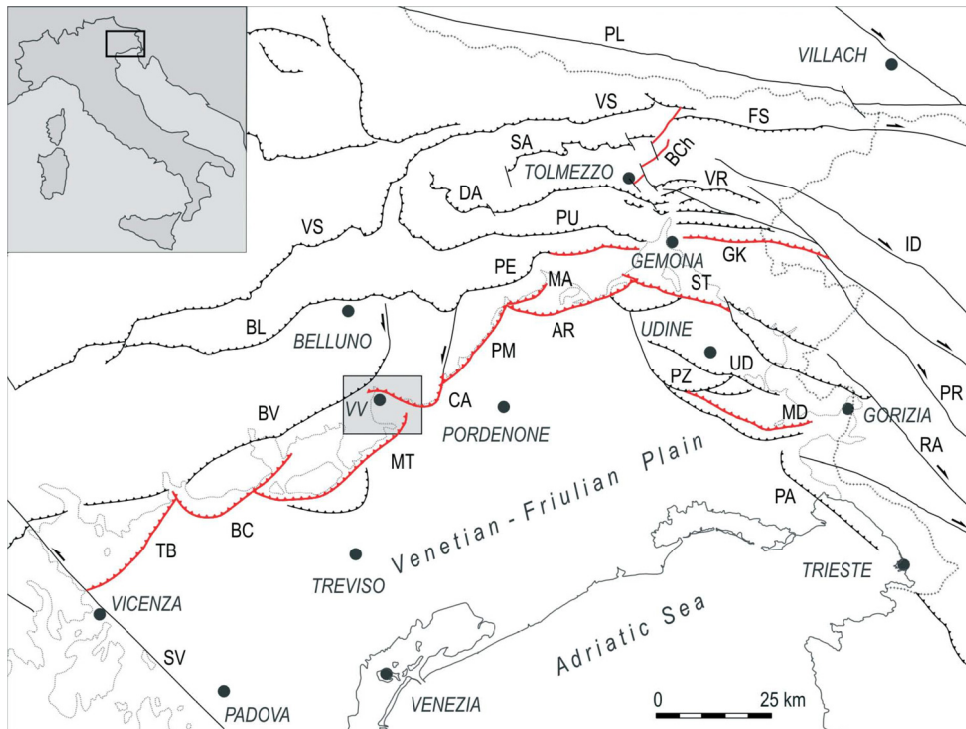 PL
VILLACH
VS
FS
SA
BCh
TOLMEZZO
VR
DA
VS
PU
ID
GEMONA
GK
PE
MA
ST
BL
BELLUNO
AR
UDINE
PM
UD
PZ
PR
VV
CA
BV
PORDENONE
MD
GORIZIA
MT
RA
PA
BC
TB
Venetian-Friulian Plain
TREVISO
TRIESTE
VICENZA
Adriatic Sea
SV
VENEZIA
PADOVA
0 25 km